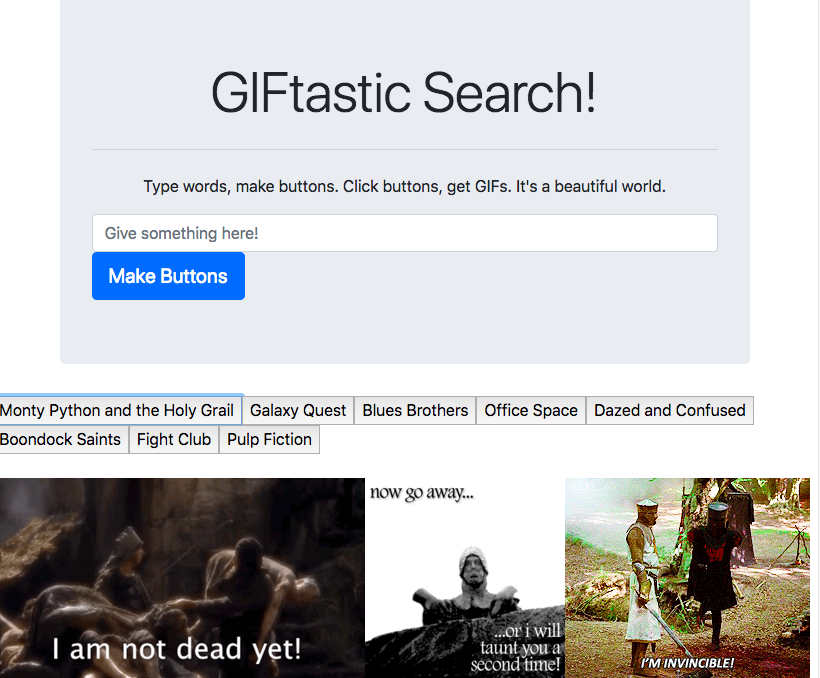 GIFtastic Search!
Type words, make buttons. Click buttons, get GIFs. It's a beautiful world.
Give something here!
Make Buttons
Monty Python and the Holy Grail Galaxy Quest Blues Brothers Office Space Dazed and Confused
Boondock Saints Fight Club Pulp Fiction
I am not dead yet!
now go away...
...or i will
taunt you a
second time!
I'M INVINCIBLE!